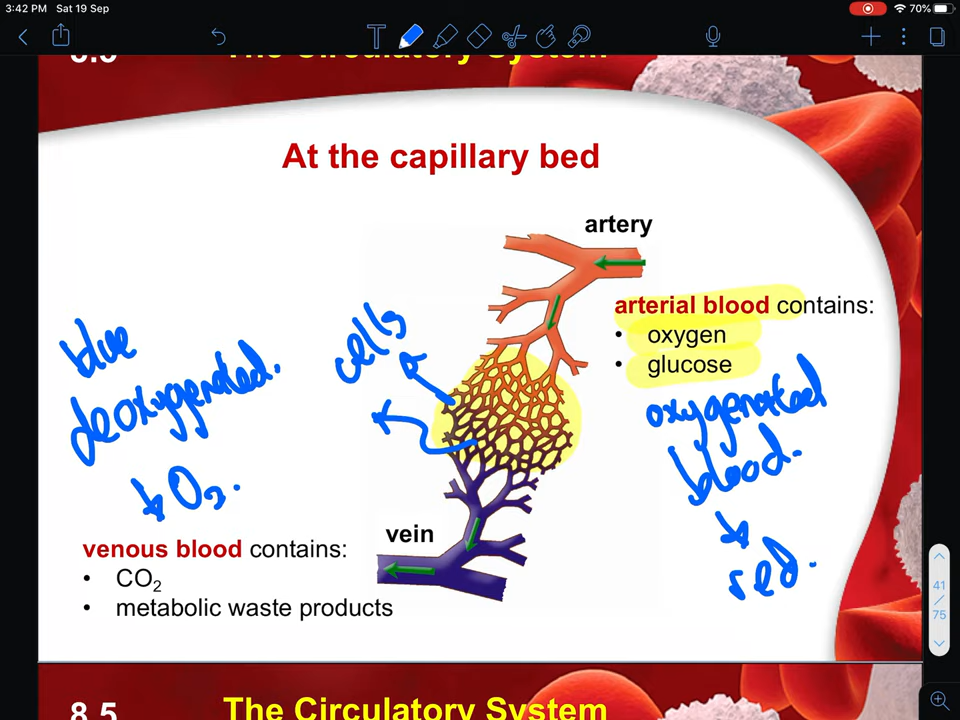 3:42 PM Sat 19 Sep
70%
The Circulatory System
At the capillary bed
artery
arterial blood contains:
• oxygen
• glucose
cells
blue
deoxygenated.
↓ O₂.
oxygenated
blood.
↓
red.
vein
venous blood contains:
• CO₂
• metabolic waste products
41
/
75
8.5 The Circulatory System